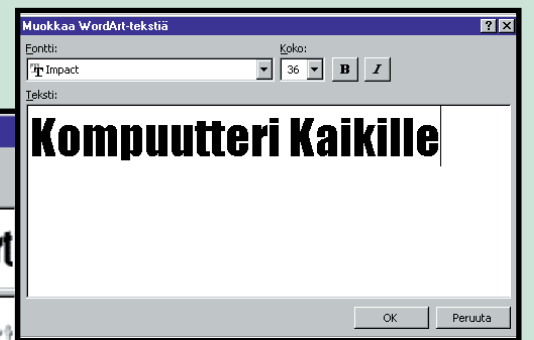 Muokkaa WordArt-tekstiä
Fontti:
Koko:
Impact
36
B
I
Teksti:
Kompuutteri Kaikille
OK
Peruuta